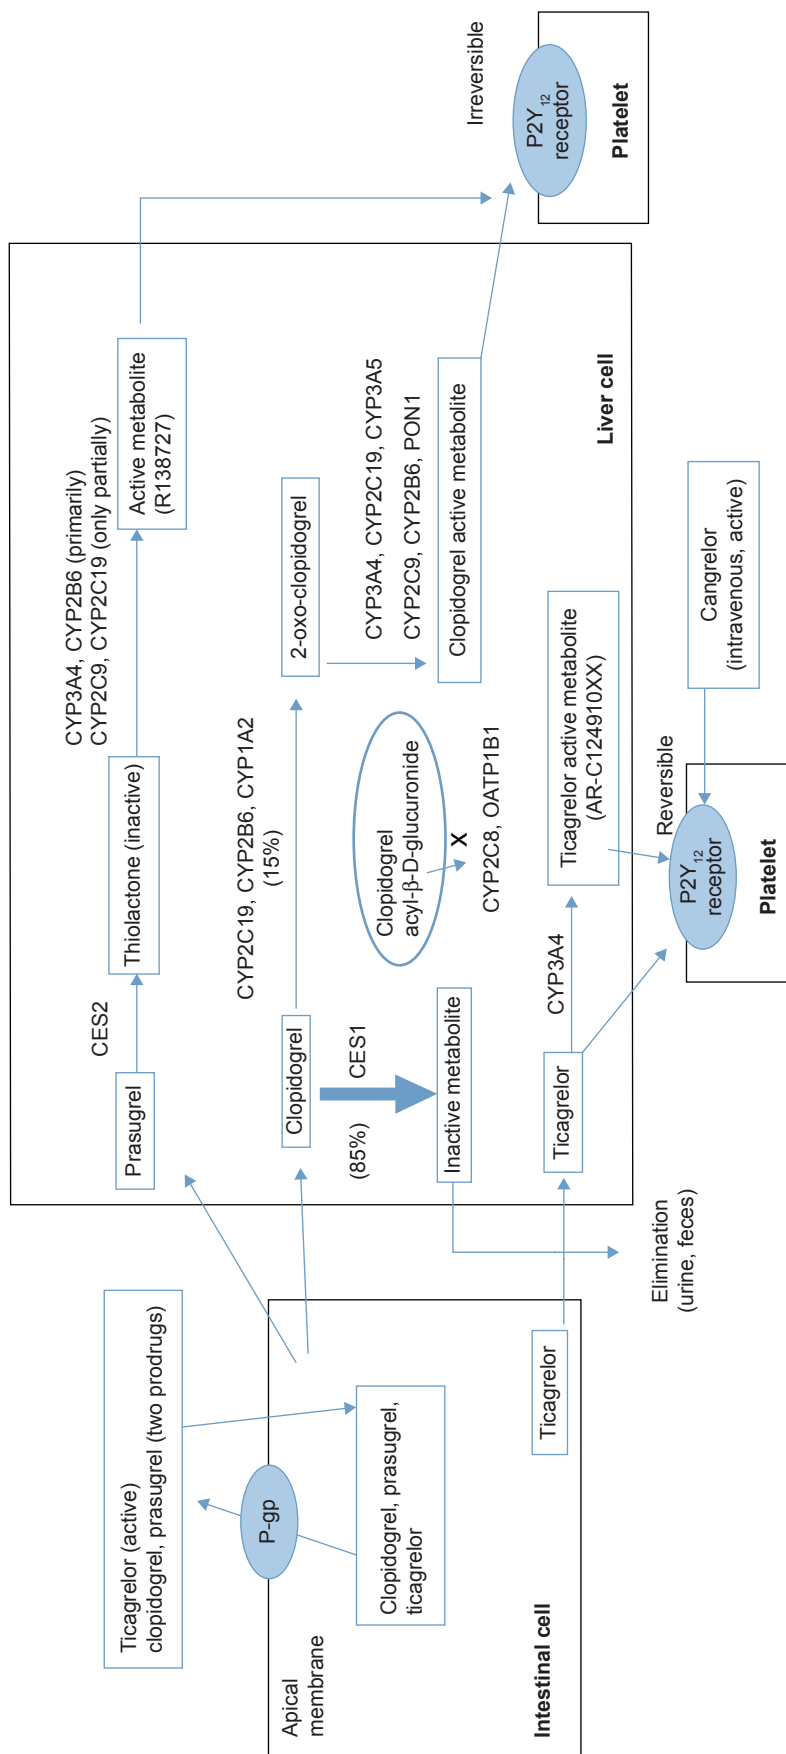 Ticagrelor (active)
clopidogrel, prasugrel (two prodrugs)
Apical
membrane
P-gp
Clopidogrel, prasugrel,
ticagrelor
Ticagrelor
Intestinal cell
Prasugrel
CES2
Thiolactone (inactive)
CYP3A4, CYP2B6 (primarily)
CYP2C9, CYP2C19 (only partially)
Active metabolite
(R138727)
Clopidogrel
CYP2C19, CYP2B6, CYP1A2
(15%)
2-oxo-clopidogrel
(85%)
CES1
Clopidogrel
acyl-β-D-glucuronide
X
CYP2C8, OATP1B1
CYP3A4, CYP2C19, CYP3A5
CYP2C9, CYP2B6, PON1
Inactive metabolite
Clopidogrel active metabolite
Ticagrelor
CYP3A4
Ticagrelor active metabolite
(AR-C124910XX)
Liver cell
Elimination
(urine, feces)
Reversible
P2Y12
receptor
Platelet
Cangrelor
(intravenous, active)
Irreversible
P2Y12
receptor
Platelet